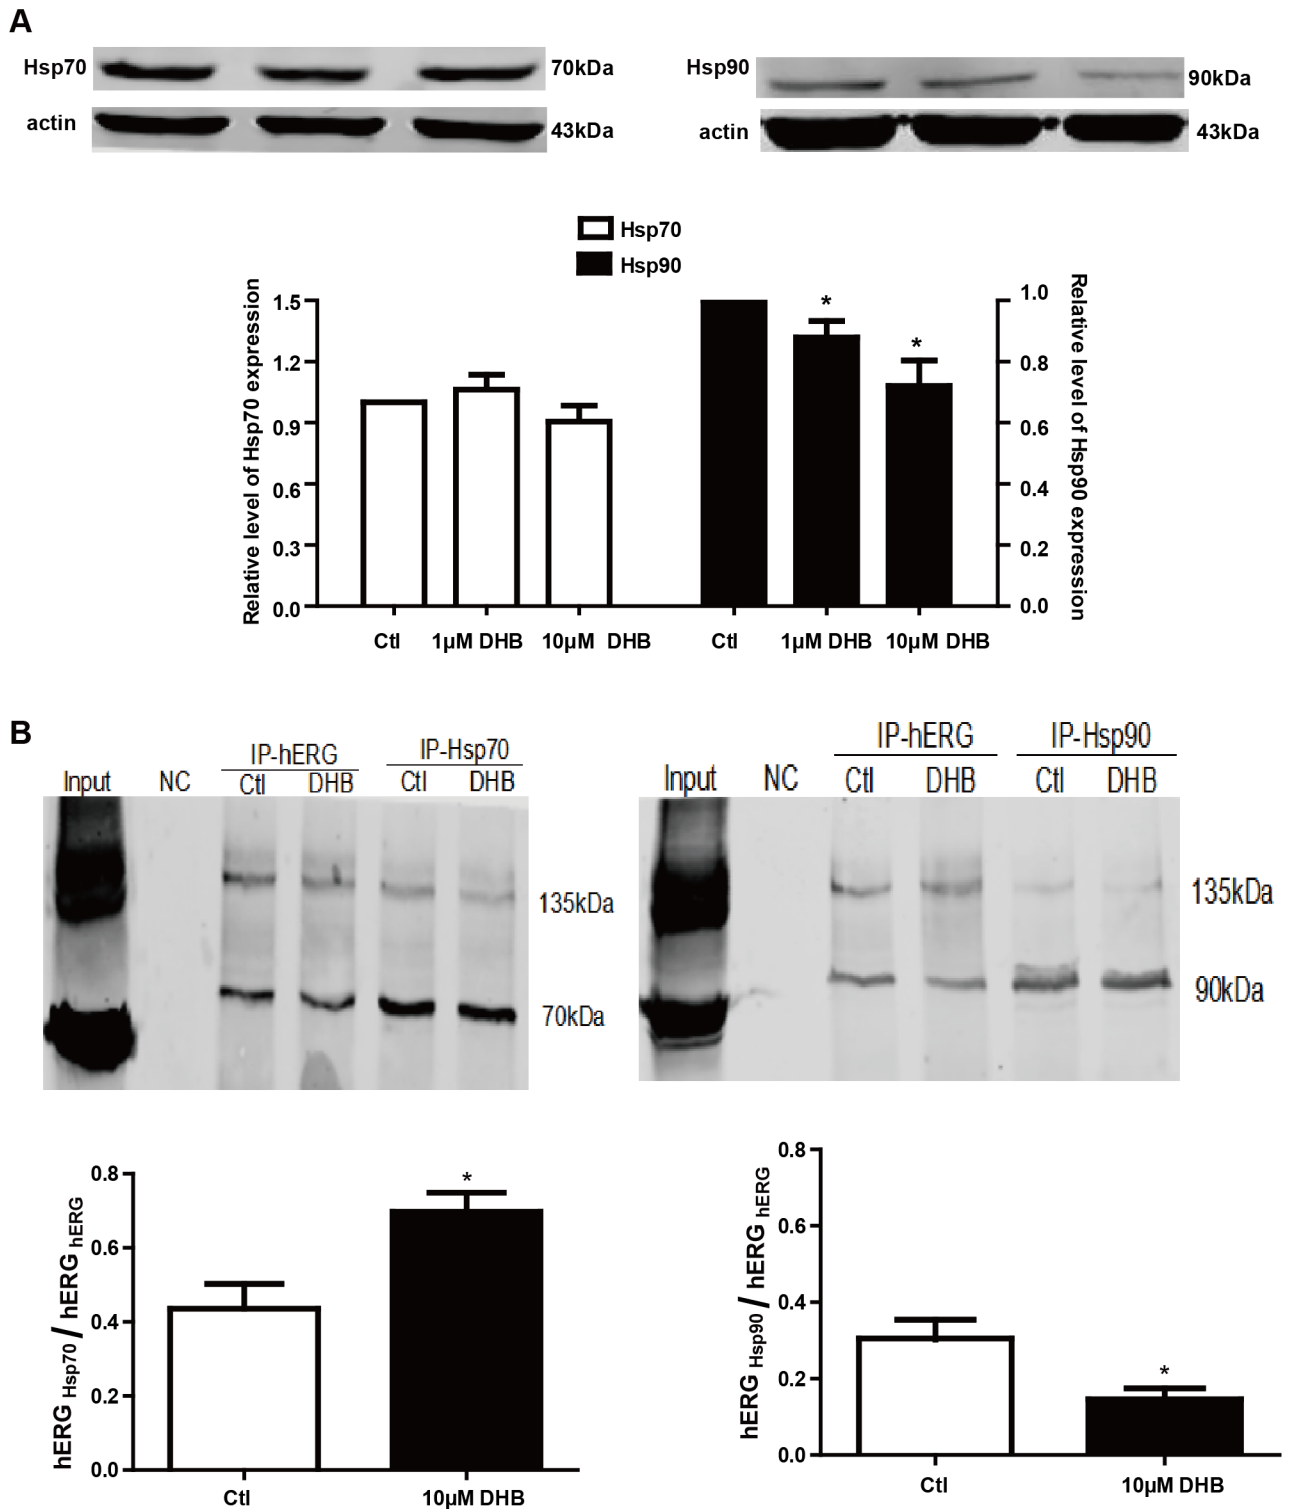 A
Hsp70
70kDa
actin
43kDa
Hsp90
90kDa
actin
43kDa
Hsp70
Hsp90
Relative level of Hsp70 expression
1.5
1.2
0.9
0.6
0.3
0.0
*
*
1.0
0.8
0.6
0.4
0.2
0.0
Relative level of Hsp90 expression
Ctl
1μM DHB
10μM DHB
Ctl
1μM DHB
10μM DHB
B
IP-hERG
IP-Hsp70
Input
NC
Ctl
DHB
Ctl
DHB
135kDa
70kDa
IP-hERG
IP-Hsp90
Input
NC
Ctl
DHB
Ctl
DHB
135kDa
90kDa
hERG Hsp70 / hERG hERG
0.8
0.6
0.4
0.2
0.0
*
Ctl
10μM DHB
hERG Hsp90 / hERG hERG
0.8
0.6
0.4
0.2
0.0
*
Ctl
10μM DHB